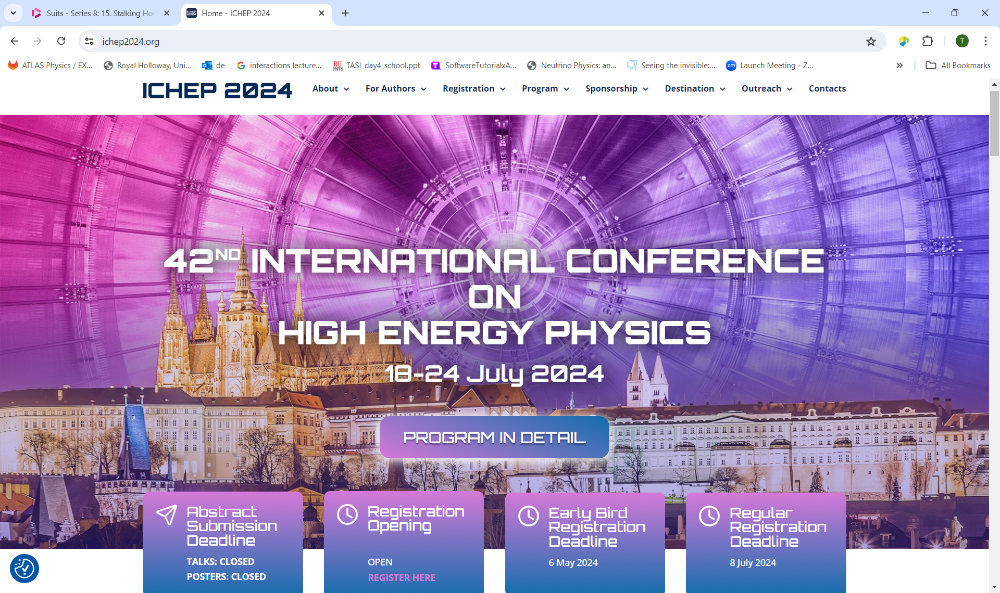 Suits - Series 8: 15. Stalking Hor
Home - ICHEP 2024
ichep2024.org
T
ATLAS Physics / EX...
Royal Holloway, Uni...
de
interactions lecture...
TASI_day4_school.ppt
SoftwareTutorialxA...
Neutrino Physics: an...
Seeing the invisible:...
zm
Launch Meeting - Z...
All Bookmarks
ICHEP 2024
About
For Authors
Registration
Program
Sponsorship
Destination
Outreach
Contacts
42ND INTERNATIONAL CONFERENCE
ON
HIGH ENERGY PHYSICS
18-24 July 2024
PROGRAM IN DETAIL
Abstract
Submission
Deadline
TALKS: CLOSED
POSTERS: CLOSED
Registration
Opening
OPEN
REGISTER HERE
Early Bird
Registration
Deadline
6 May 2024
Regular
Registration
Deadline
8 July 2024